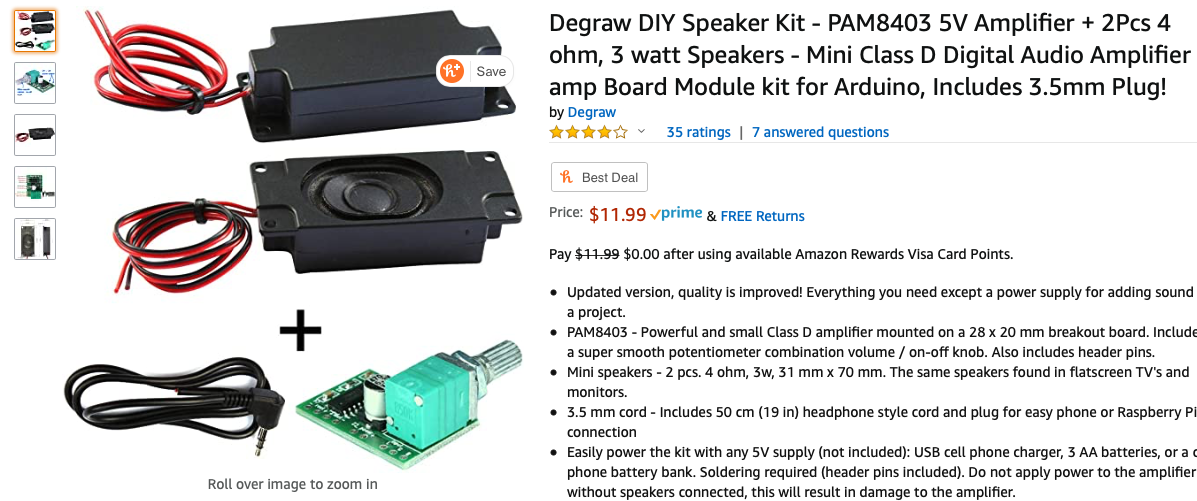 Degraw DIY Speaker Kit - PAM8403 5V Amplifier + 2Pcs 4
ohm, 3 watt Speakers - Mini Class D Digital Audio Amplifier
amp Board Module kit for Arduino, Includes 3.5mm Plug!
by Degraw
35 ratings | 7 answered questions
h+ Save
h Best Deal
Price: $11.99 prime & FREE Returns
Pay $11.99 $0.00 after using available Amazon Rewards Visa Card Points.
• Updated version, quality is improved! Everything you need except a power supply for adding sound
a project.
• PAM8403 - Powerful and small Class D amplifier mounted on a 28 x 20 mm breakout board. Include
a super smooth potentiometer combination volume / on-off knob. Also includes header pins.
• Mini speakers - 2 pcs. 4 ohm, 3w, 31 mm x 70 mm. The same speakers found in flatscreen TV's and
monitors.
• 3.5 mm cord - Includes 50 cm (19 in) headphone style cord and plug for easy phone or Raspberry Pi
connection
• Easily power the kit with any 5V supply (not included): USB cell phone charger, 3 AA batteries, or a c
phone battery bank. Soldering required (header pins included). Do not apply power to the amplifier
without speakers connected, this will result in damage to the amplifier.
+
Roll over image to zoom in